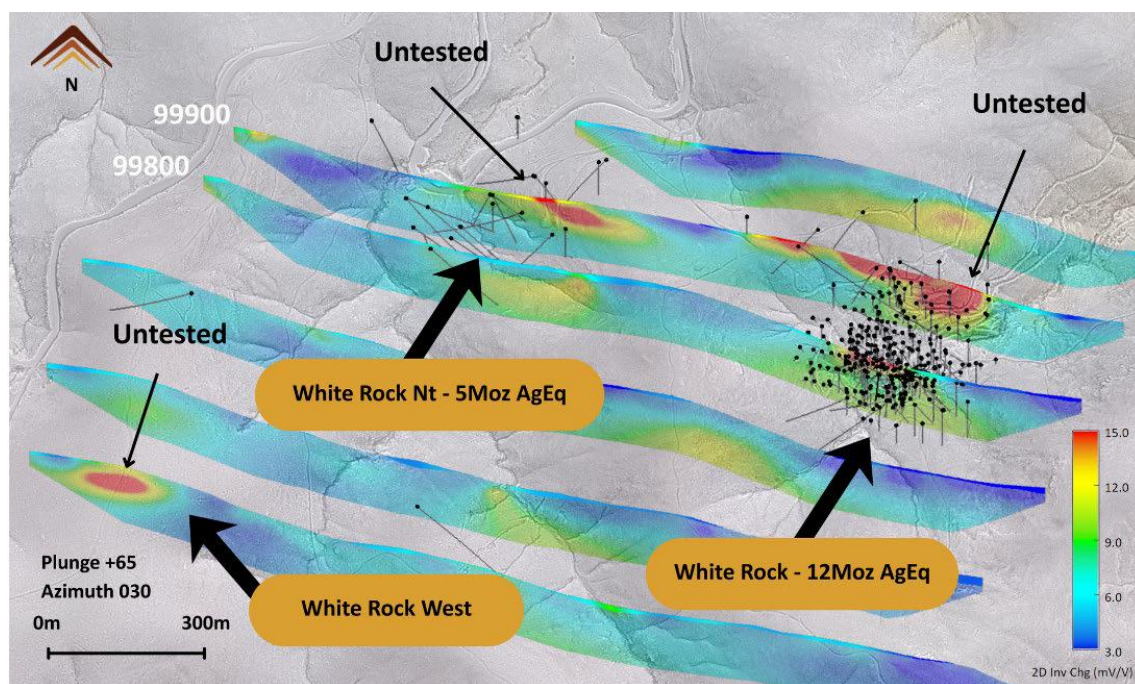 Untested
N
99900
Untested
99800
Untested
White Rock Nt - 5Moz AgEq
15.0
12.0
White Rock - 12Moz AgEq
9.0
Plunge +65
Azimuth 030
White Rock West
6.0
0m 300m
3.0
2D Inv Chg (mV/V)